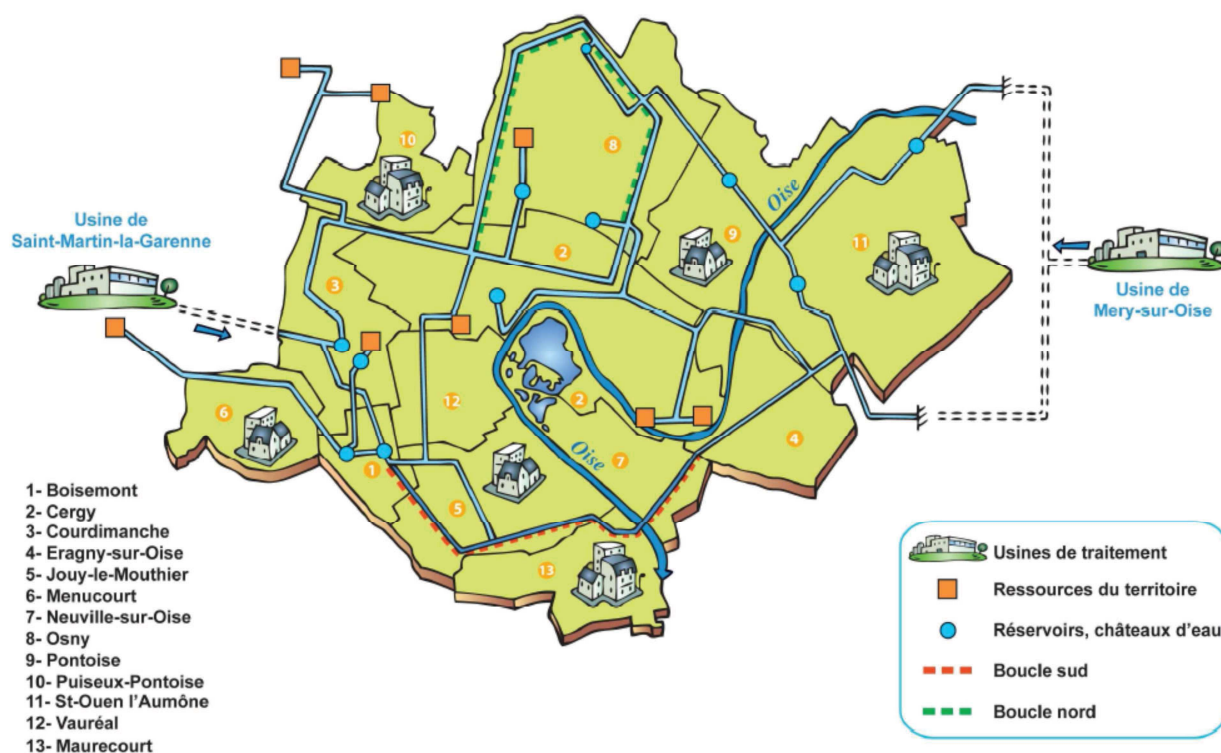 10
8
Oise
Usine de
Saint-Martin-la-Garenne
9
2
11
3
Usine de
Mery-sur-Oise
12
2
6
4
Oise
7
1
5
13
1- Boisemont
2- Cergy
3- Courdimanche
4- Eragny-sur-Oise
5- Jouy-le-Mouthier
6- Menucourt
7- Neuville-sur-Oise
8- Osny
9- Pontoise
10- Puiseux-Pontoise
11- St-Ouen l'Aumône
12- Vauréal
13- Maurecourt
Usines de traitement
Ressources du territoire
Réservoirs, châteaux d'eau
Boucle sud
Boucle nord